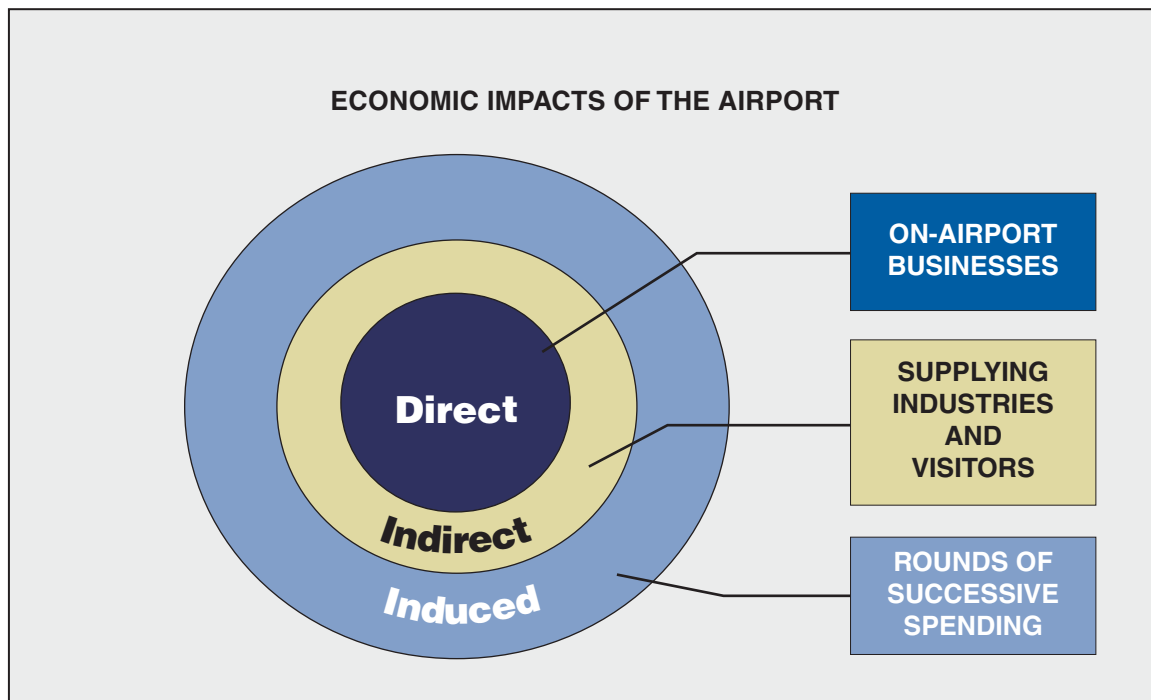 ECONOMIC IMPACTS OF THE AIRPORT
Direct
Indirect
Induced
ON-AIRPORT
BUSINESSES
SUPPLYING
INDUSTRIES
AND
VISITORS
ROUNDS OF
SUCCESSIVE
SPENDING